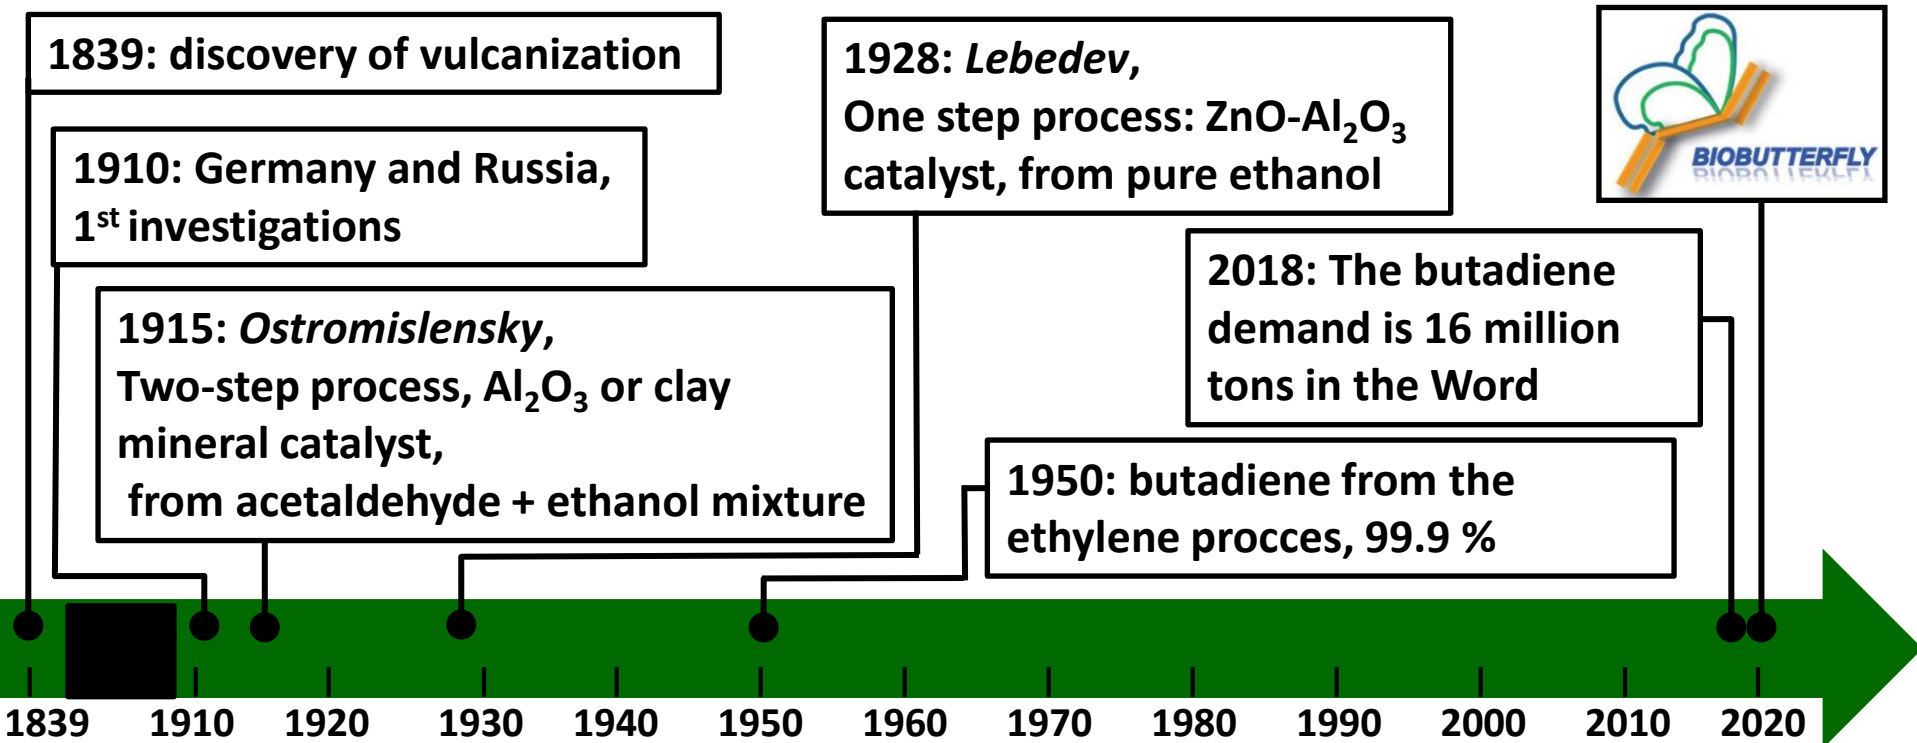 1839: discovery of vulcanization
1910: Germany and Russia,
1st investigations
1915: Ostromislensky,
Two-step process, Al₂O₃ or clay
mineral catalyst,
from acetaldehyde + ethanol mixture
1928: Lebedev,
One step process: ZnO-Al₂O₃
catalyst, from pure ethanol
1950: butadiene from the
ethylene procces, 99.9 %
2018: The butadiene
demand is 16 million
tons in the Word
BIOBUTTERFLY
1839 1910 1920 1930 1940 1950 1960 1970 1980 1990 2000 2010 2020